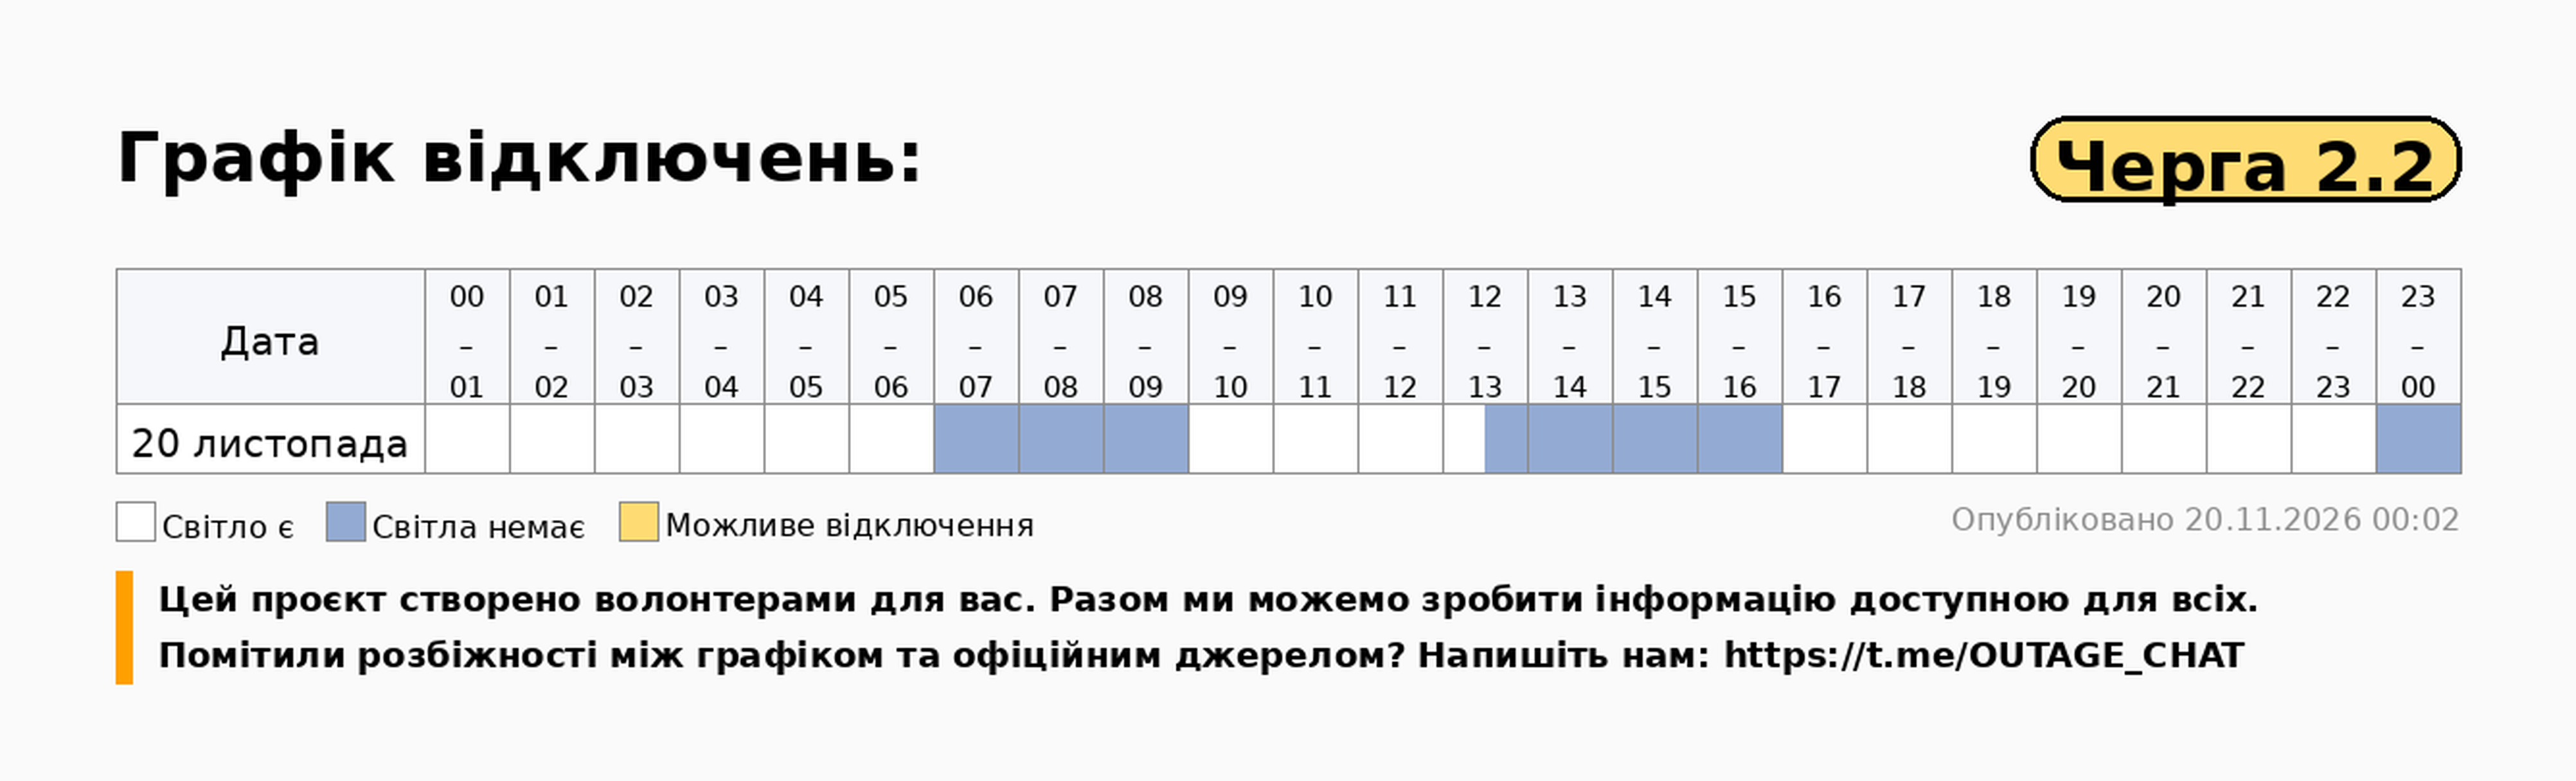 Графік відключень:
Черга 2.2
Дата
00 – 01
01 – 02
02 – 03
03 – 04
04 – 05
05 – 06
06 – 07
07 – 08
08 – 09
09 – 10
10 – 11
11 – 12
12 – 13
13 – 14
14 – 15
15 – 16
16 – 17
17 – 18
18 – 19
19 – 20
20 – 21
21 – 22
22 – 23
23 – 00
20 листопада
Світло є
Світла немає
Можливе відключення
Опубліковано 20.11.2026 00:02
Цей проєкт створено волонтерами для вас. Разом ми можемо зробити інформацію доступною для всіх.
Помітили розбіжності між графіком та офіційним джерелом? Напишіть нам: https://t.me/OUTAGE_CHAT